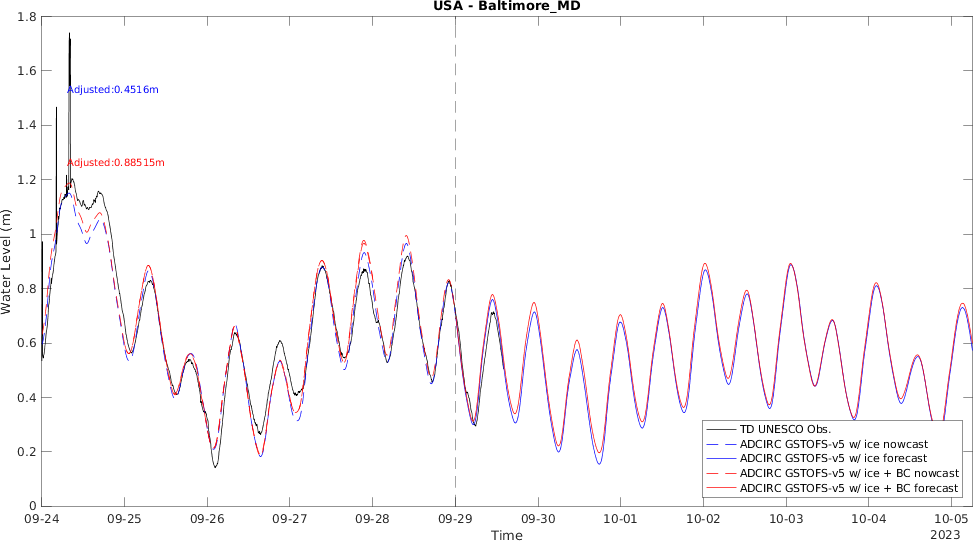 USA - Baltimore_MD
1.8
1.6
Adjusted:0.4516m
1.4
Adjusted:0.88515m
1.2
1
0.8
0.6
0.4
0.2
0
Water Level (m)
TD UNESCO Obs.
ADCIRC GSTOFS-v5 w/ ice nowcast
ADCIRC GSTOFS-v5 w/ ice forecast
ADCIRC GSTOFS-v5 w/ ice + BC nowcast
ADCIRC GSTOFS-v5 w/ ice + BC forecast
09-24 09-25 09-26 09-27 09-28 09-29 09-30 10-01 10-02 10-03 10-04 10-05
Time
2023